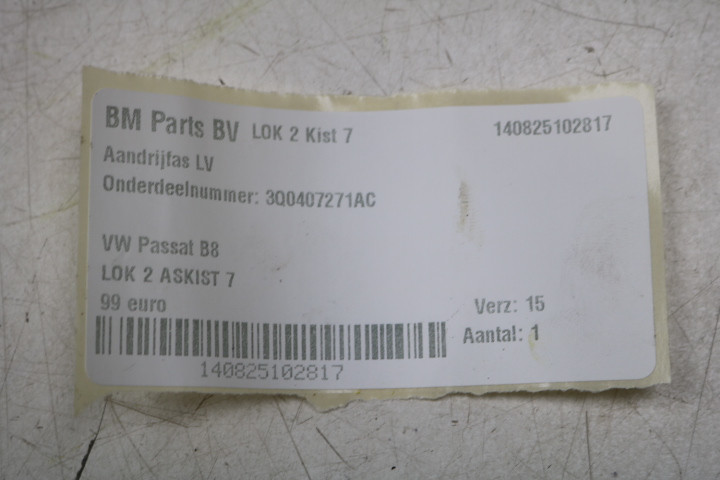 BM Parts BV LOK 2 Kist 7 140825102817
Aandrijfas LV
Onderdeelnummer: 3Q0407271AC
VW Passat B8
LOK 2 ASKIST 7
99 euro Verz: 15
Aantal: 1
140825102817